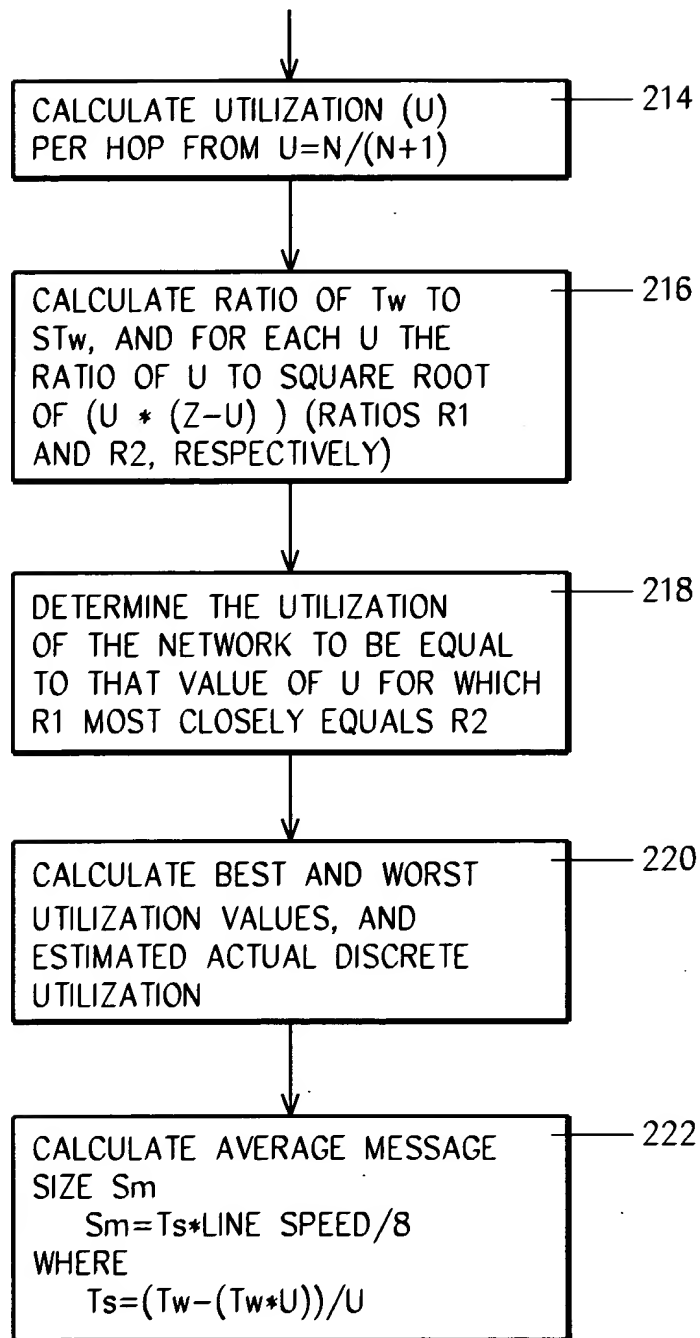 CALCULATE UTILIZATION (U)
PER HOP FROM U=N/(N+1)
214
CALCULATE RATIO OF Tw TO
STw, AND FOR EACH U THE
RATIO OF U TO SQUARE ROOT
OF (U * (Z-U) ) (RATIOS R1
AND R2, RESPECTIVELY)
216
DETERMINE THE UTILIZATION
OF THE NETWORK TO BE EQUAL
TO THAT VALUE OF U FOR WHICH
R1 MOST CLOSELY EQUALS R2
218
CALCULATE BEST AND WORST
UTILIZATION VALUES, AND
ESTIMATED ACTUAL DISCRETE
UTILIZATION
220
CALCULATE AVERAGE MESSAGE
SIZE Sm
Sm=Ts*LINE SPEED/8
WHERE
Ts=(Tw-(Tw*U))/U
222